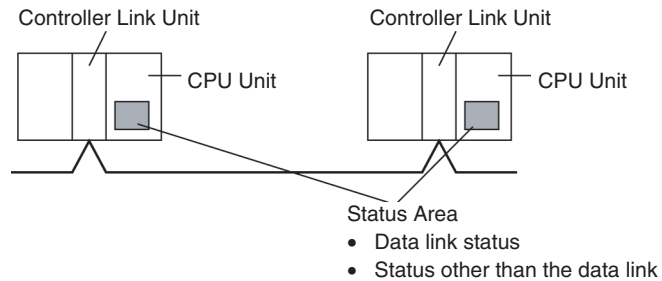 Controller Link Unit
Controller Link Unit
CPU Unit
CPU Unit
Status Area
• Data link status
• Status other than the data link